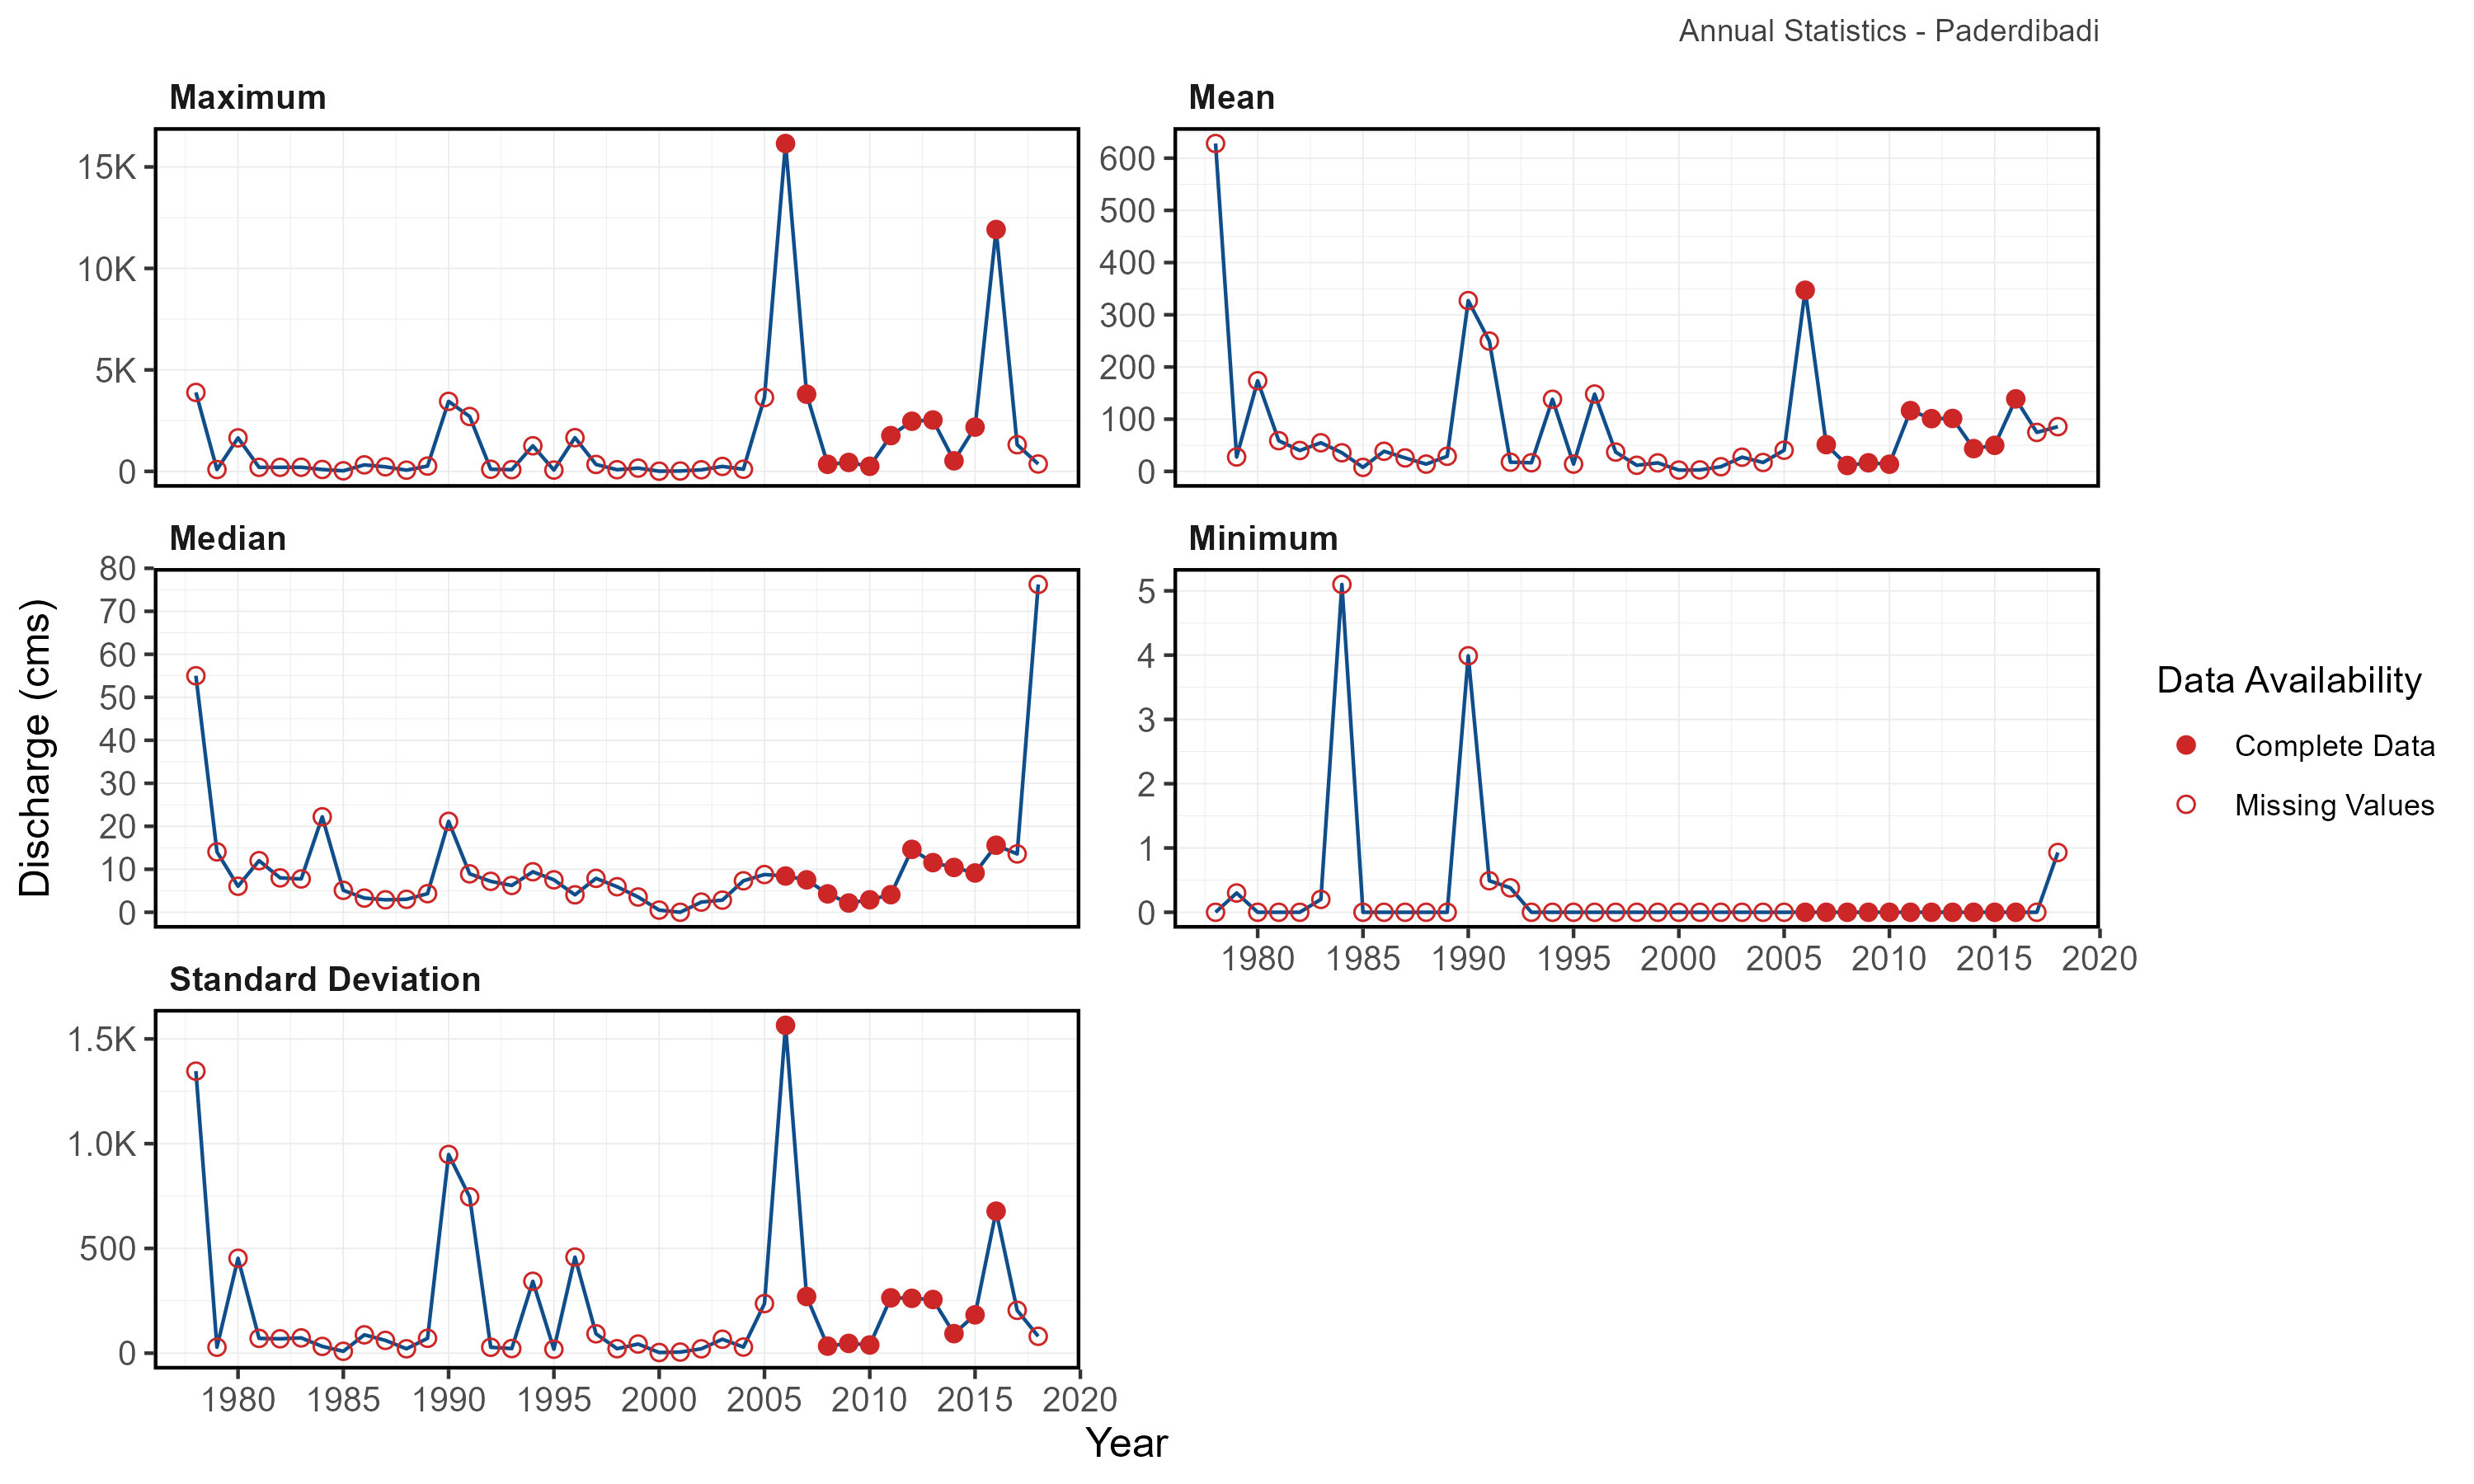 Annual Statistics - Paderdibadi
Maximum
15K
10K
5K
0
Mean
600
500
400
300
200
100
0
Median
80
70
60
50
40
30
20
10
0
Minimum
5
4
3
2
1
0
1980 1985 1990 1995 2000 2005 2010 2015 2020
Standard Deviation
1.5K
1.0K
500
0
1980 1985 1990 1995 2000 2005 2010 2015 2020
Discharge (cms)
Year
Data Availability
Complete Data
Missing Values